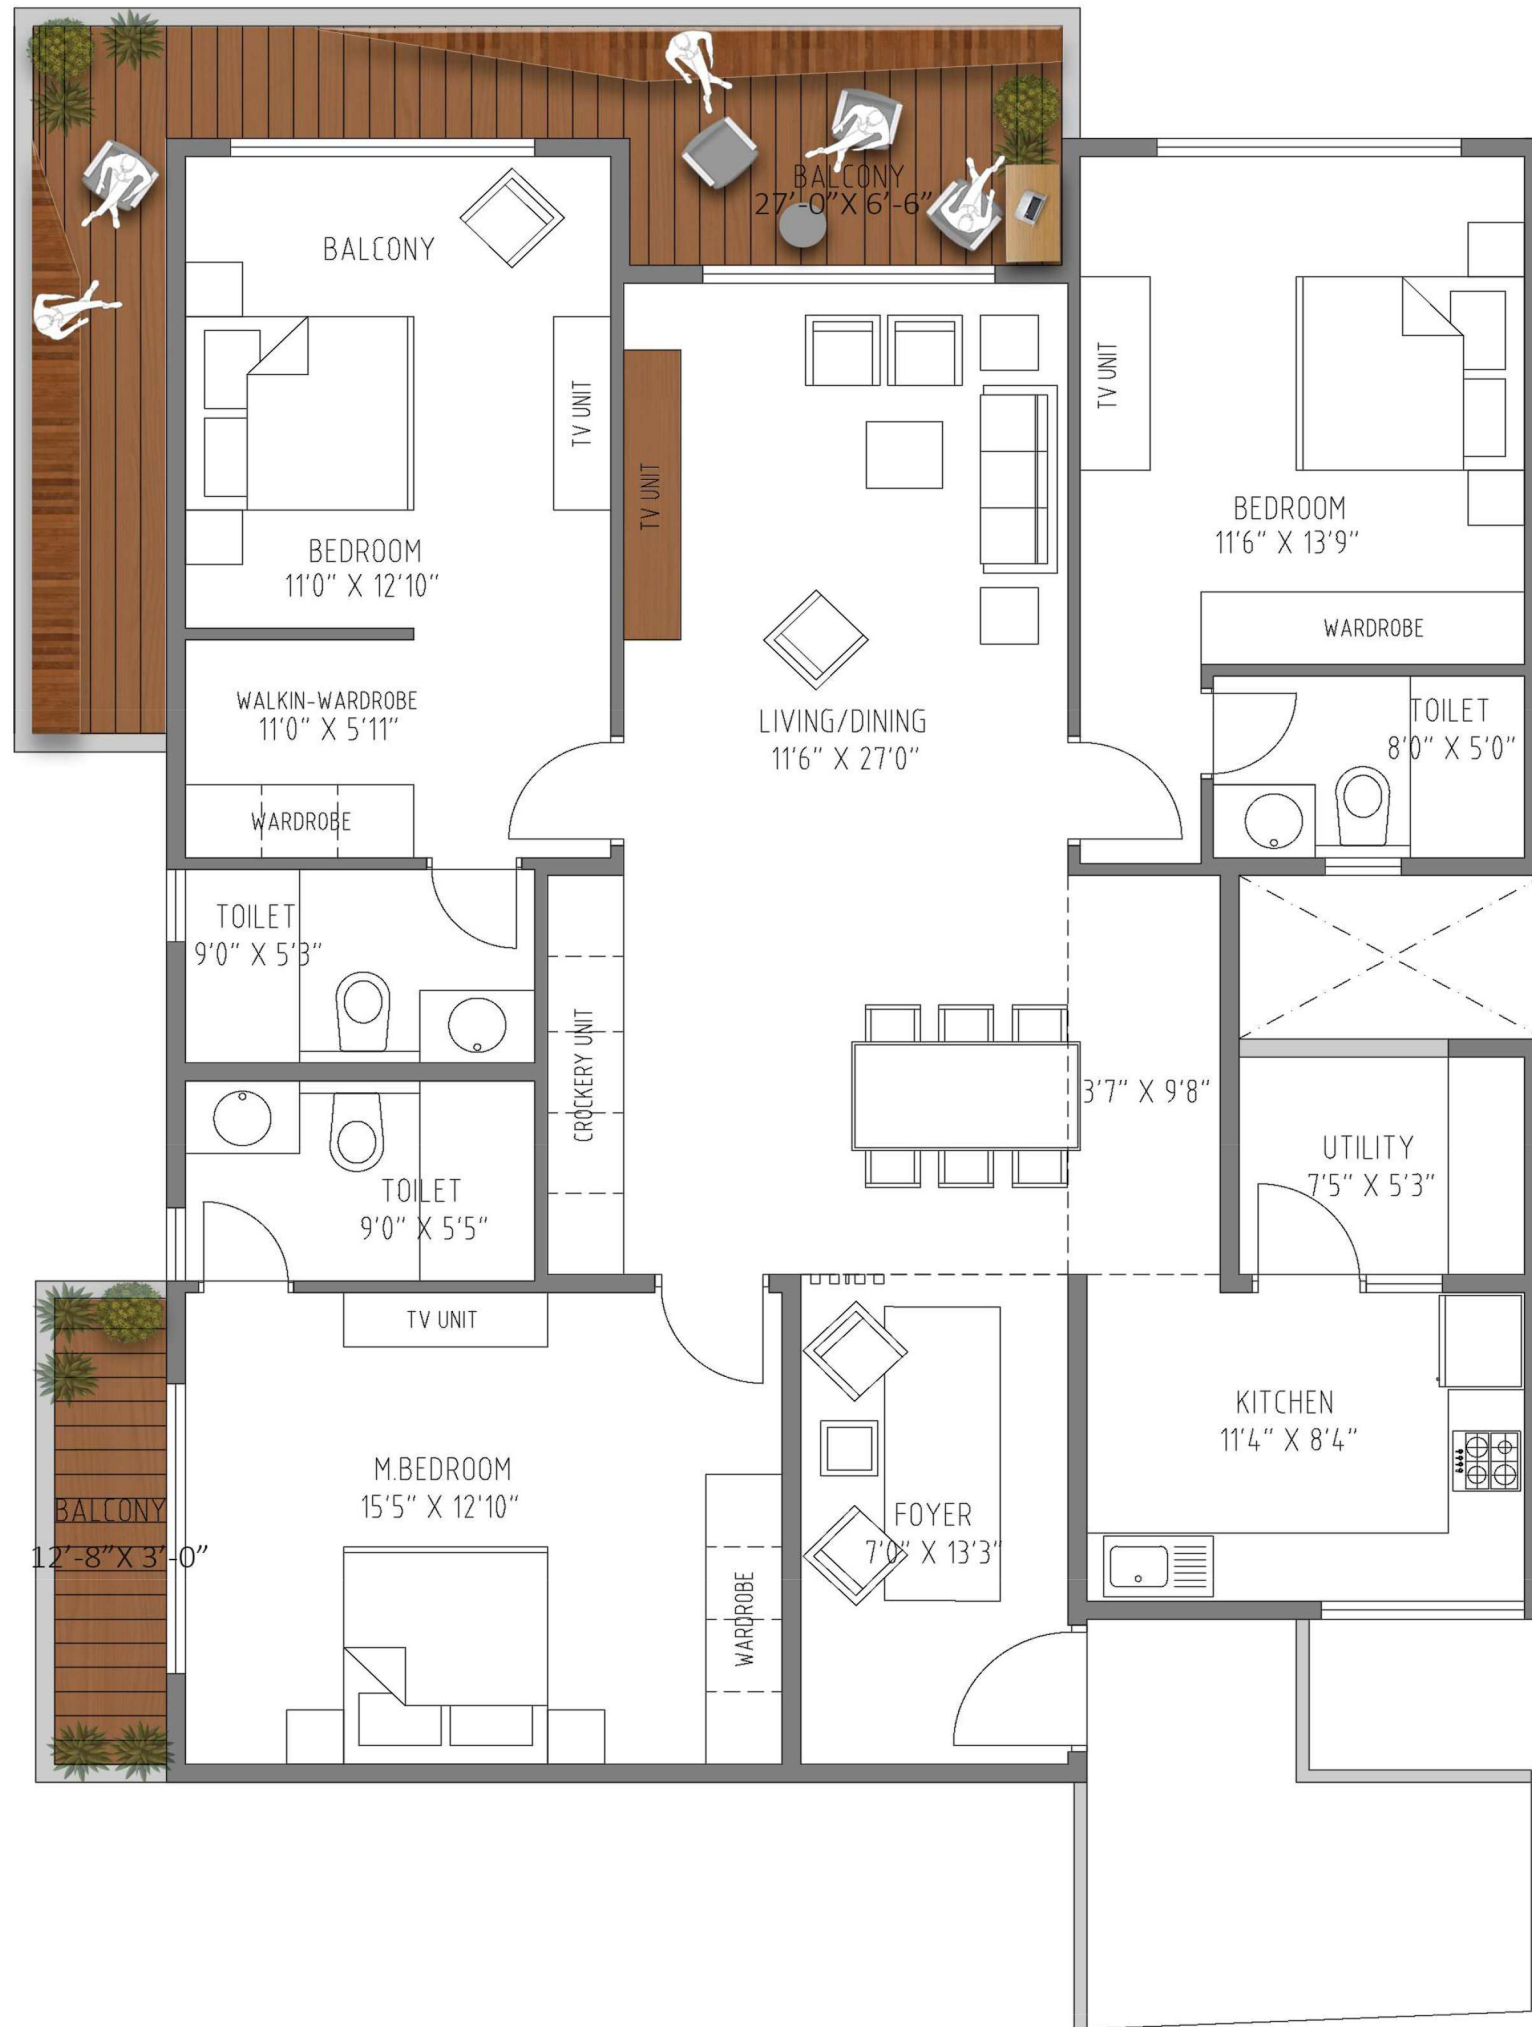 BALCONY
27'-0"X 6'-6"
BALCONY
TV UNIT
TV UNIT
TV UNIT
BEDROOM
11'0" X 12'10"
BEDROOM
11'6" X 13'9"
WARDROBE
WALKIN-WARDROBE
11'0" X 5'11"
LIVING/DINING
11'6" X 27'0"
TOILET
8'0" X 5'0"
WARDROBE
TOILET
9'0" X 5'3"
CROCKERY UNIT
3'7" X 9'8"
UTILITY
7'5" X 5'3"
TOILET
9'0" X 5'5"
TV UNIT
KITCHEN
11'4" X 8'4"
M.BEDROOM
15'5" X 12'10"
BALCONY
12'-8"X 3'-0"
FOYER
7'0" X 13'3"
WARDROBE